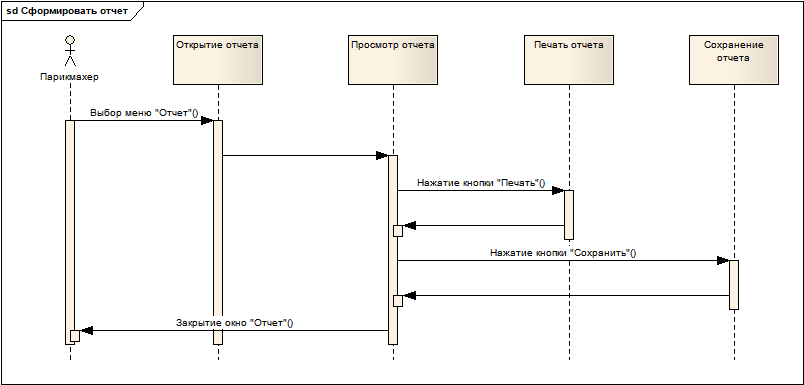 sd Сформировать отчет
Парикмахер
Открытие отчета
Просмотр отчета
Печать отчета
Сохранение
отчета
Выбор меню "Отчет"()
Нажатие кнопки "Печать"()
Нажатие кнопки "Сохранить"()
Закрытие окно "Отчет"()